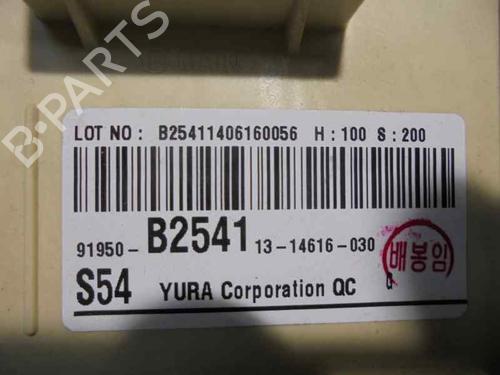 LOT NO : B25411406160056 H : 100 S : 200
91950- B2541 13-14616-030
S54 YURA Corporation QC
배봉임
B-PARTS